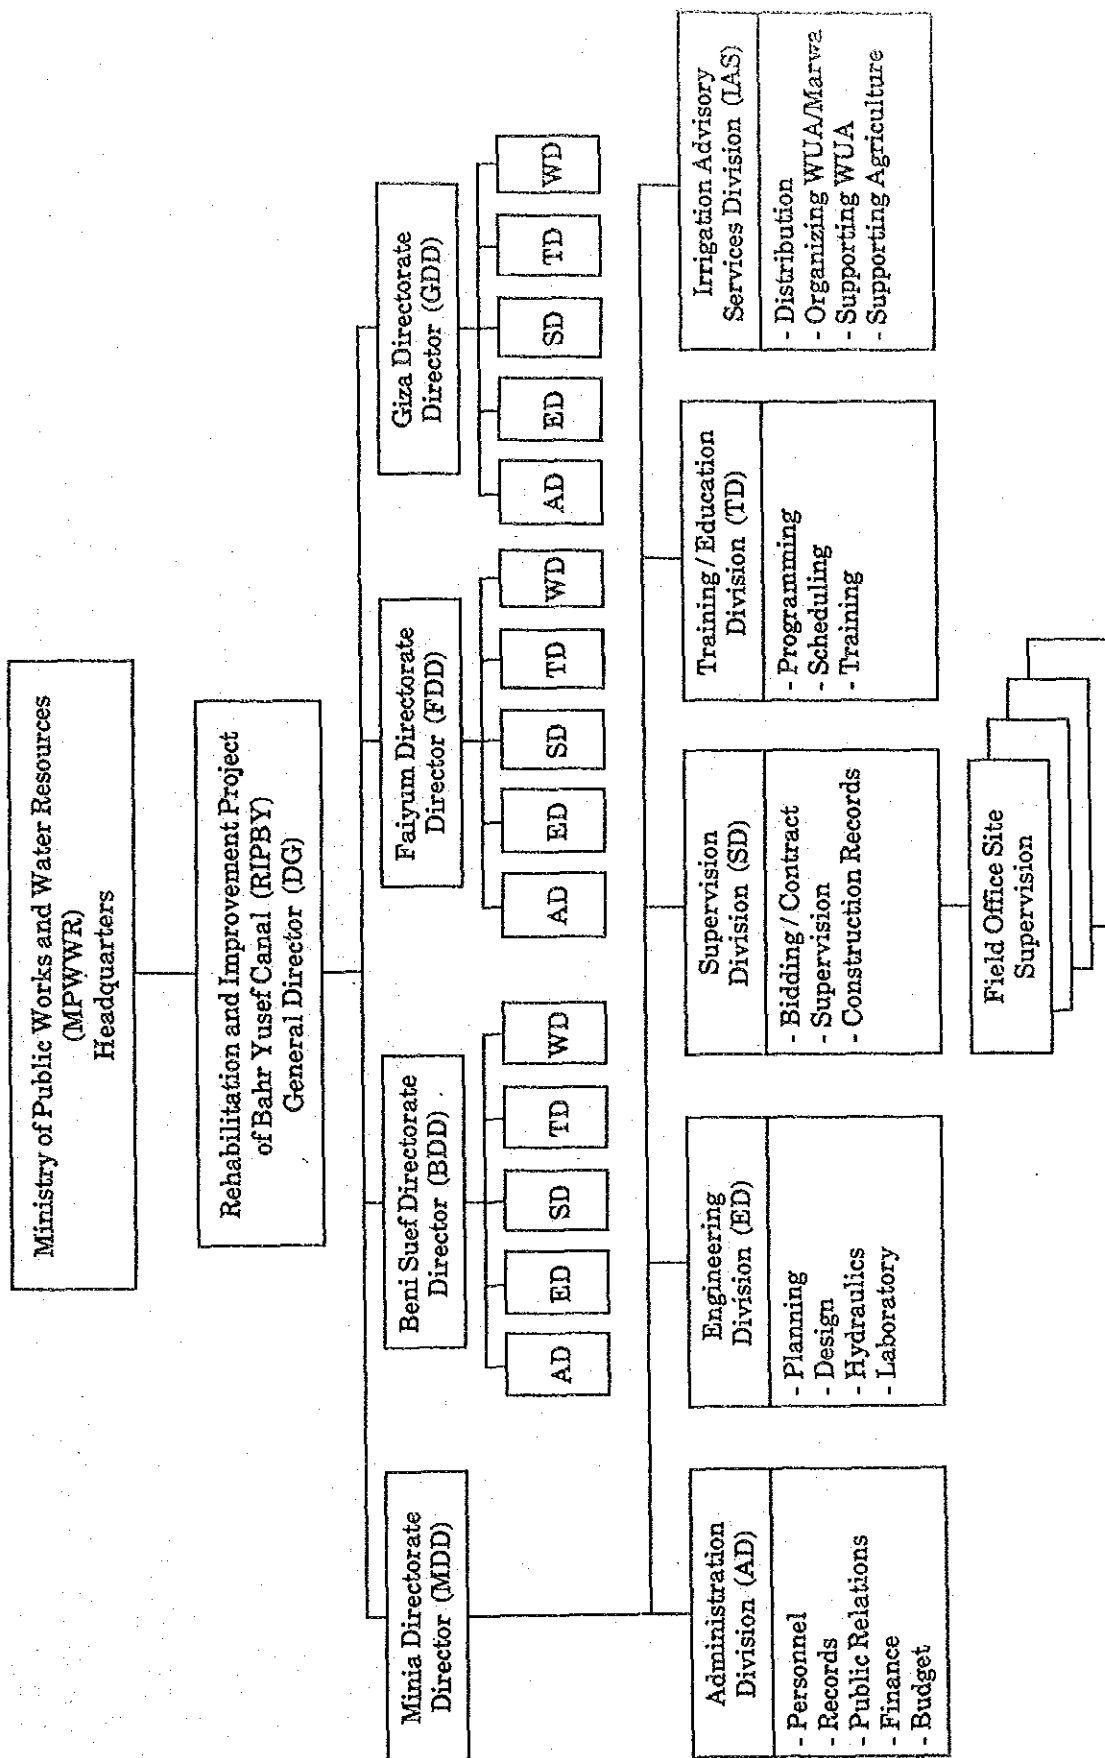 Ministry of Public Works and Water Resources
(MPWWR)
Headquarters
Rehabilitation and Improvement Project
of Bahr Yusef Canal (RIPBY)
General Director (DG)
Minia Directorate
Director (MDD)
Beni Suef Directorate
Director (BDD)
Faiyum Directorate
Director (FDD)
Giza Directorate
Director (GDD)
AD
ED
SD
TD
WD
AD
ED
SD
TD
WD
AD
ED
SD
TD
WD
Administration
Division (AD)
- Personnel
- Records
- Public Relations
- Finance
- Budget
Engineering
Division (ED)
- Planning
- Design
- Hydraulics
- Laboratory
Supervision
Division (SD)
- Bidding / Contract
- Supervision
- Construction Records
Field Office Site
Supervision
Training / Education
Division (TD)
- Programming
- Scheduling
- Training
Irrigation Advisory
Services Division (IAS)
- Distribution
- Organizing WUA/Marwa
- Supporting WUA
- Supporting Agriculture